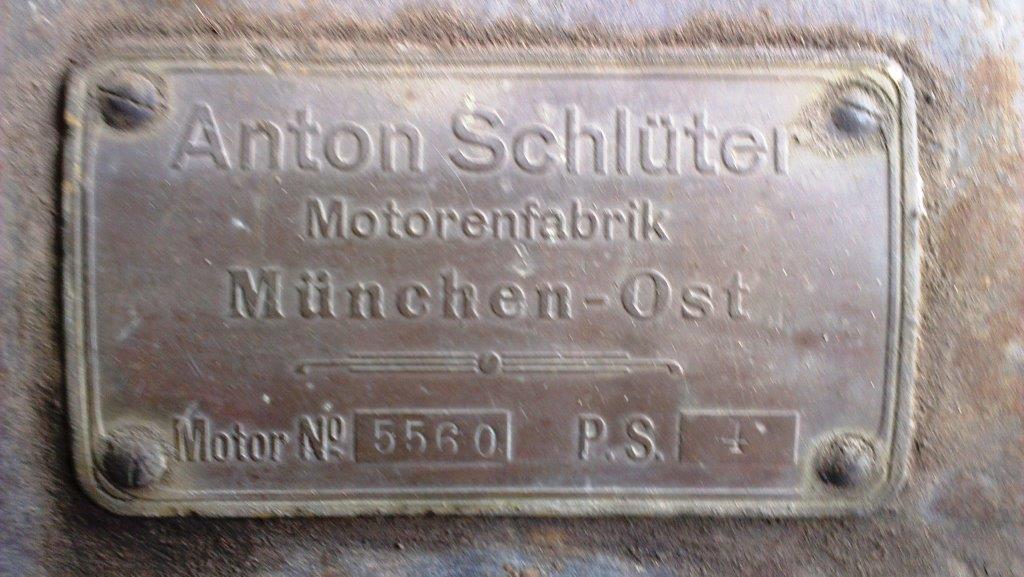 Anton Schlüter
Motorenfabrik
München-Ost
Motor № 5560 P.S. 4